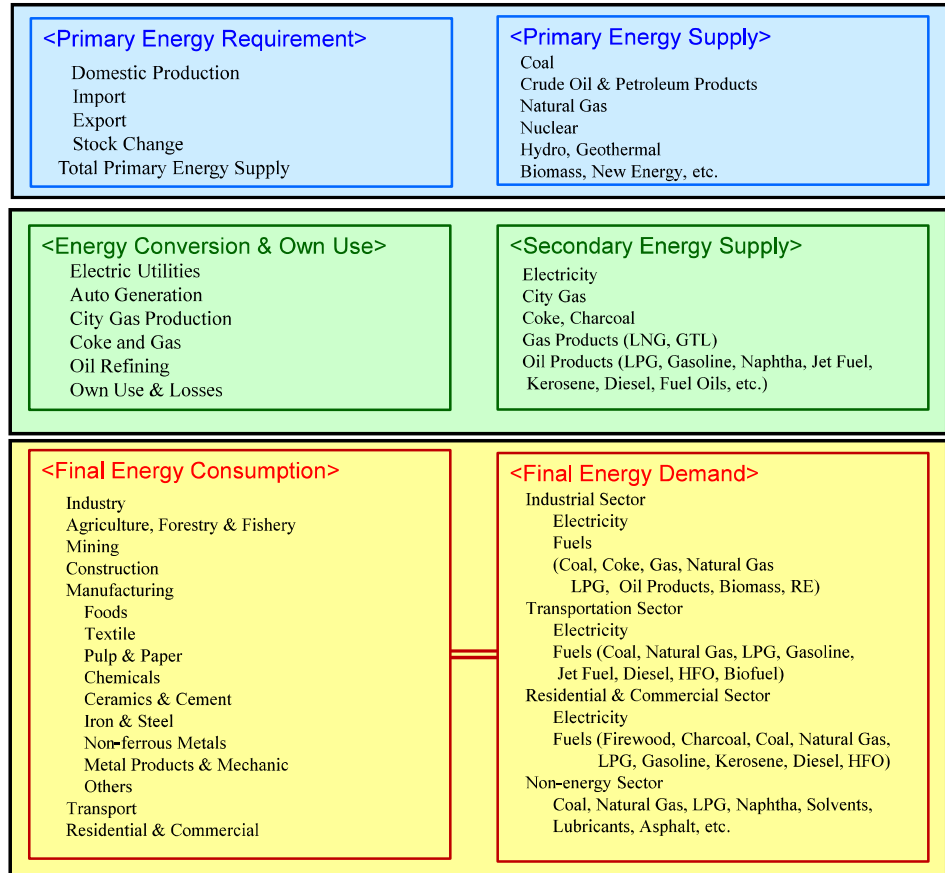 <Primary Energy Requirement>
Domestic Production
Import
Export
Stock Change
Total Primary Energy Supply
<Primary Energy Supply>
Coal
Crude Oil & Petroleum Products
Natural Gas
Nuclear
Hydro, Geothermal
Biomass, New Energy, etc.
<Energy Conversion & Own Use>
Electric Utilities
Auto Generation
City Gas Production
Coke and Gas
Oil Refining
Own Use & Losses
<Secondary Energy Supply>
Electricity
City Gas
Coke, Charcoal
Gas Products (LNG, GTL)
Oil Products (LPG, Gasoline, Naphtha, Jet Fuel,
Kerosene, Diesel, Fuel Oils, etc.)
<Final Energy Consumption>
Industry
Agriculture, Forestry & Fishery
Mining
Construction
Manufacturing
Foods
Textile
Pulp & Paper
Chemicals
Ceramics & Cement
Iron & Steel
Non-ferrous Metals
Metal Products & Mechanic
Others
Transport
Residential & Commercial
<Final Energy Demand>
Industrial Sector
Electricity
Fuels
(Coal, Coke, Gas, Natural Gas
LPG, Oil Products, Biomass, RE)
Transportation Sector
Electricity
Fuels (Coal, Natural Gas, LPG, Gasoline,
Jet Fuel, Diesel, HFO, Biofuel)
Residential & Commercial Sector
Electricity
Fuels (Firewood, Charcoal, Coal, Natural Gas,
LPG, Gasoline, Kerosene, Diesel, HFO)
Non-energy Sector
Coal, Natural Gas, LPG, Naphtha, Solvents,
Lubricants, Asphalt, etc.